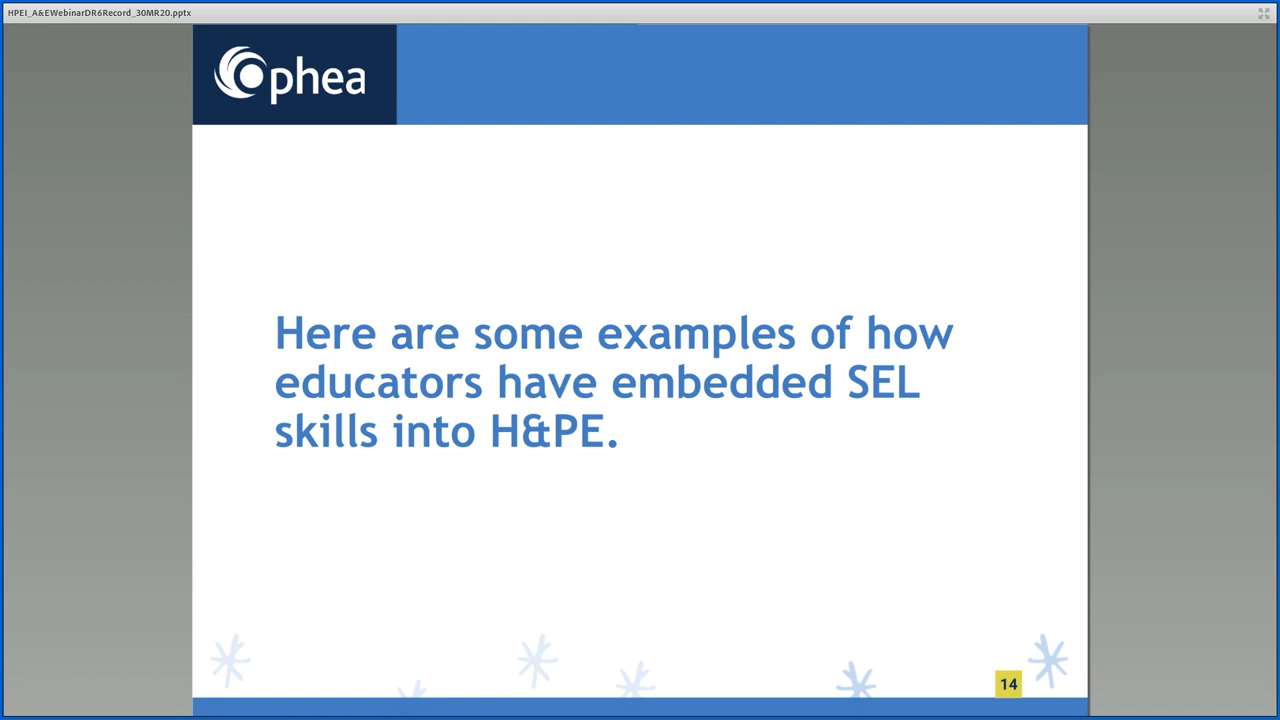 HPEI_A&EWebinarDR6Record_30MR20.pptx
Ophea
Here are some examples of how
educators have embedded SEL
skills into H&PE.
14